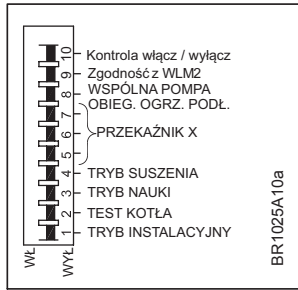 10 Kontrola włącz / wyłącz
9 Zgodność z WLM2
8 WSPÓLNA POMPA
OBIEG. OGRZ. PODŁ.
7
6 PRZEKAŹNIK X
5
4 TRYB SUSZENIA
3 TRYB NAUKI
2 TEST KOTŁA
1 TRYB INSTALACYJNY
WŁ WYŁ
BR1025A10a